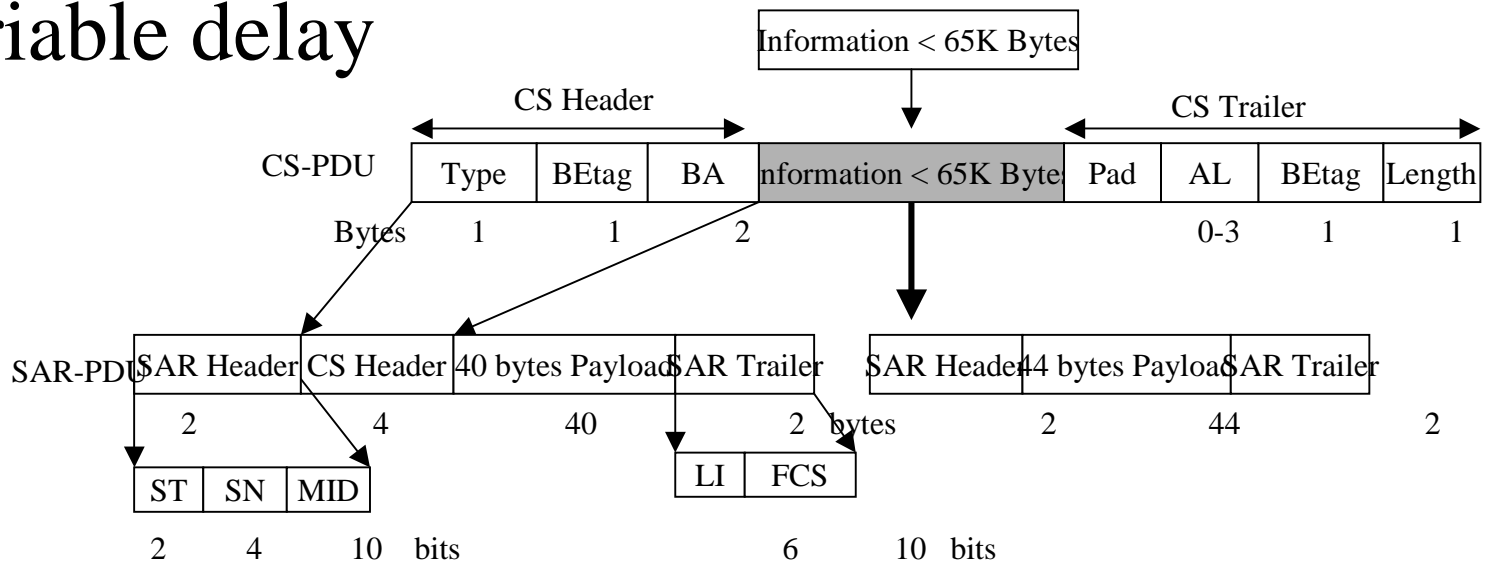 riable delay
Information < 65K Bytes
CS Header
CS Trailer
CS-PDU
Type BEtag BA nformation < 65K Bytes Pad AL BEtag Length
Bytes 1 1 2 0-3 1 1
SAR-PDU SAR Header CS Header 40 bytes Payload SAR Trailer SAR Header 44 bytes Payload SAR Trailer
2 4 40 2 bytes 2 44 2
ST SN MID LI FCS
2 4 10 bits 6 10 bits